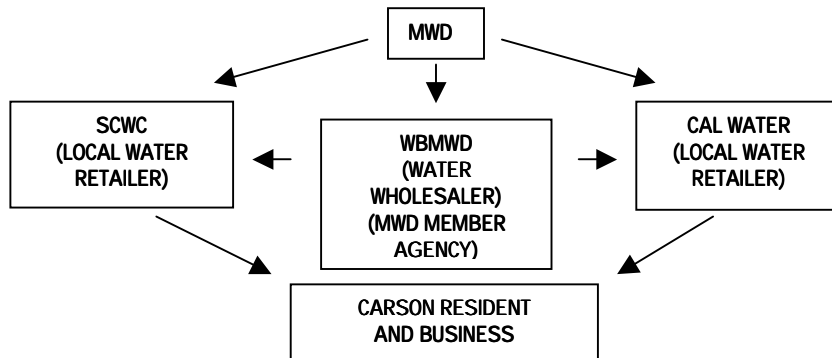 MWD
SCWC
(LOCAL WATER
RETAILER)
WBMWD
(WATER
WHOLESALER)
(MWD MEMBER
AGENCY)
CAL WATER
(LOCAL WATER
RETAILER)
CARSON RESIDENT
AND BUSINESS